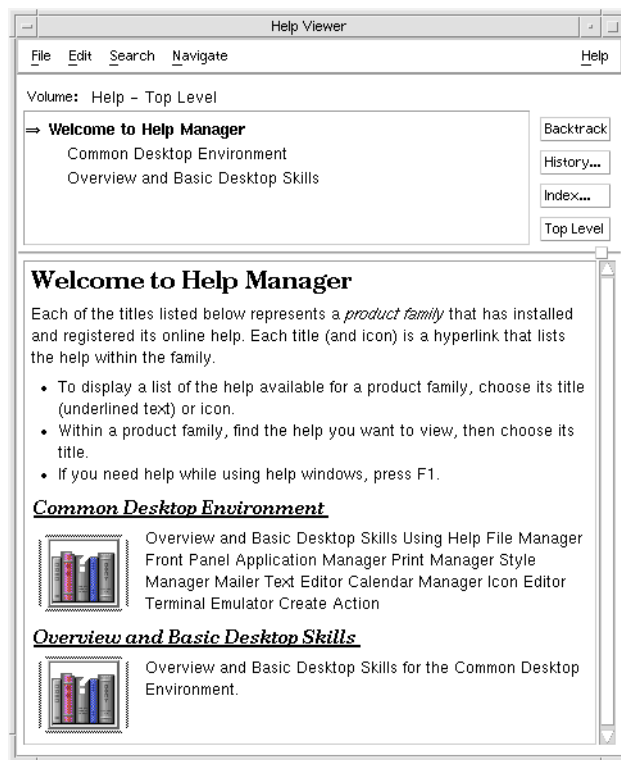 Help Viewer
File Edit Search Navigate Help
Volume: Help – Top Level
⇒ Welcome to Help Manager
Common Desktop Environment
Overview and Basic Desktop Skills
Backtrack
History...
Index...
Top Level
Welcome to Help Manager
Each of the titles listed below represents a product family that has installed
and registered its online help. Each title (and icon) is a hyperlink that lists
the help within the family.
• To display a list of the help available for a product family, choose its title
(underlined text) or icon.
• Within a product family, find the help you want to view, then choose its
title.
• If you need help while using help windows, press F1.
Common Desktop Environment
Overview and Basic Desktop Skills Using Help File Manager
Front Panel Application Manager Print Manager Style
Manager Mailer Text Editor Calendar Manager Icon Editor
Terminal Emulator Create Action
Overview and Basic Desktop Skills
Overview and Basic Desktop Skills for the Common Desktop
Environment.